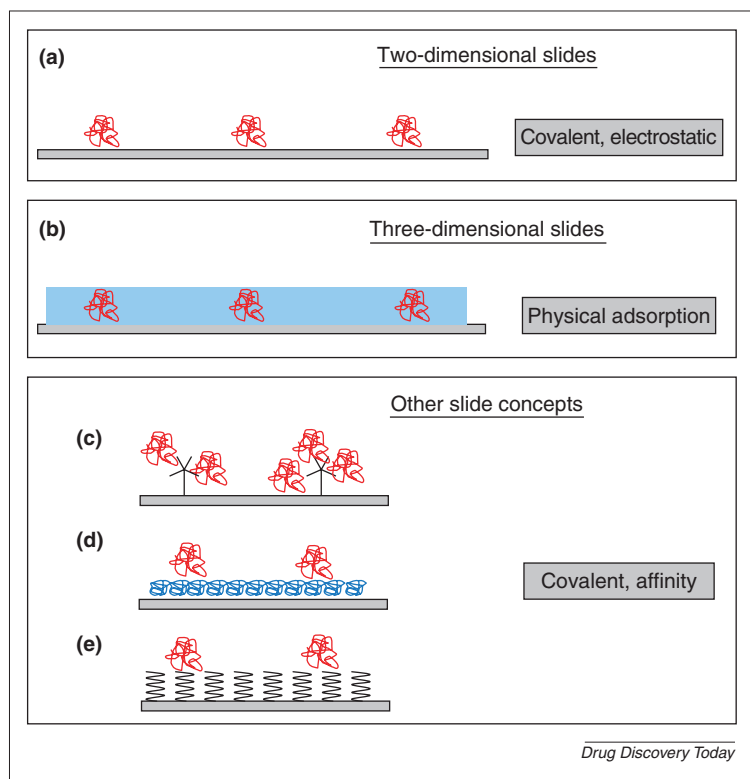 (a)
Two-dimensional slides
Covalent, electrostatic
(b)
Three-dimensional slides
Physical adsorption
Other slide concepts
(c)
(d)
Covalent, affinity
(e)
Drug Discovery Today